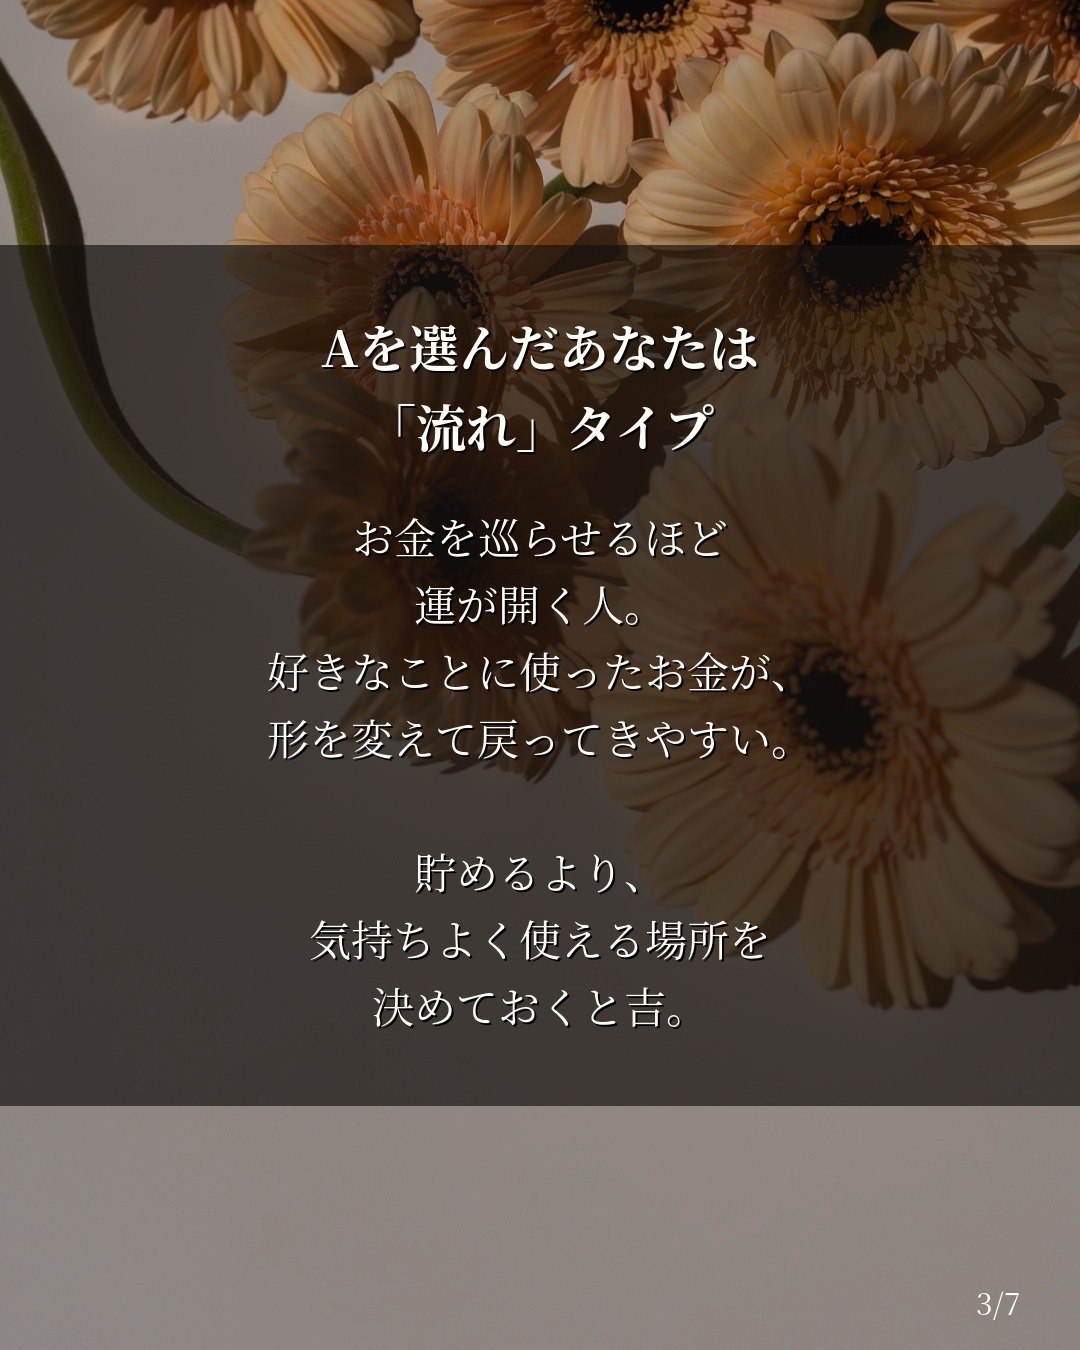 Aを選んだあなたは
「流れ」タイプ
お金を巡らせるほど
運が開く人。
好きなことに使ったお金が、
形を変えて戻ってきやすい。
貯めるより、
気持ちよく使える場所を
決めておくと吉。
3/7